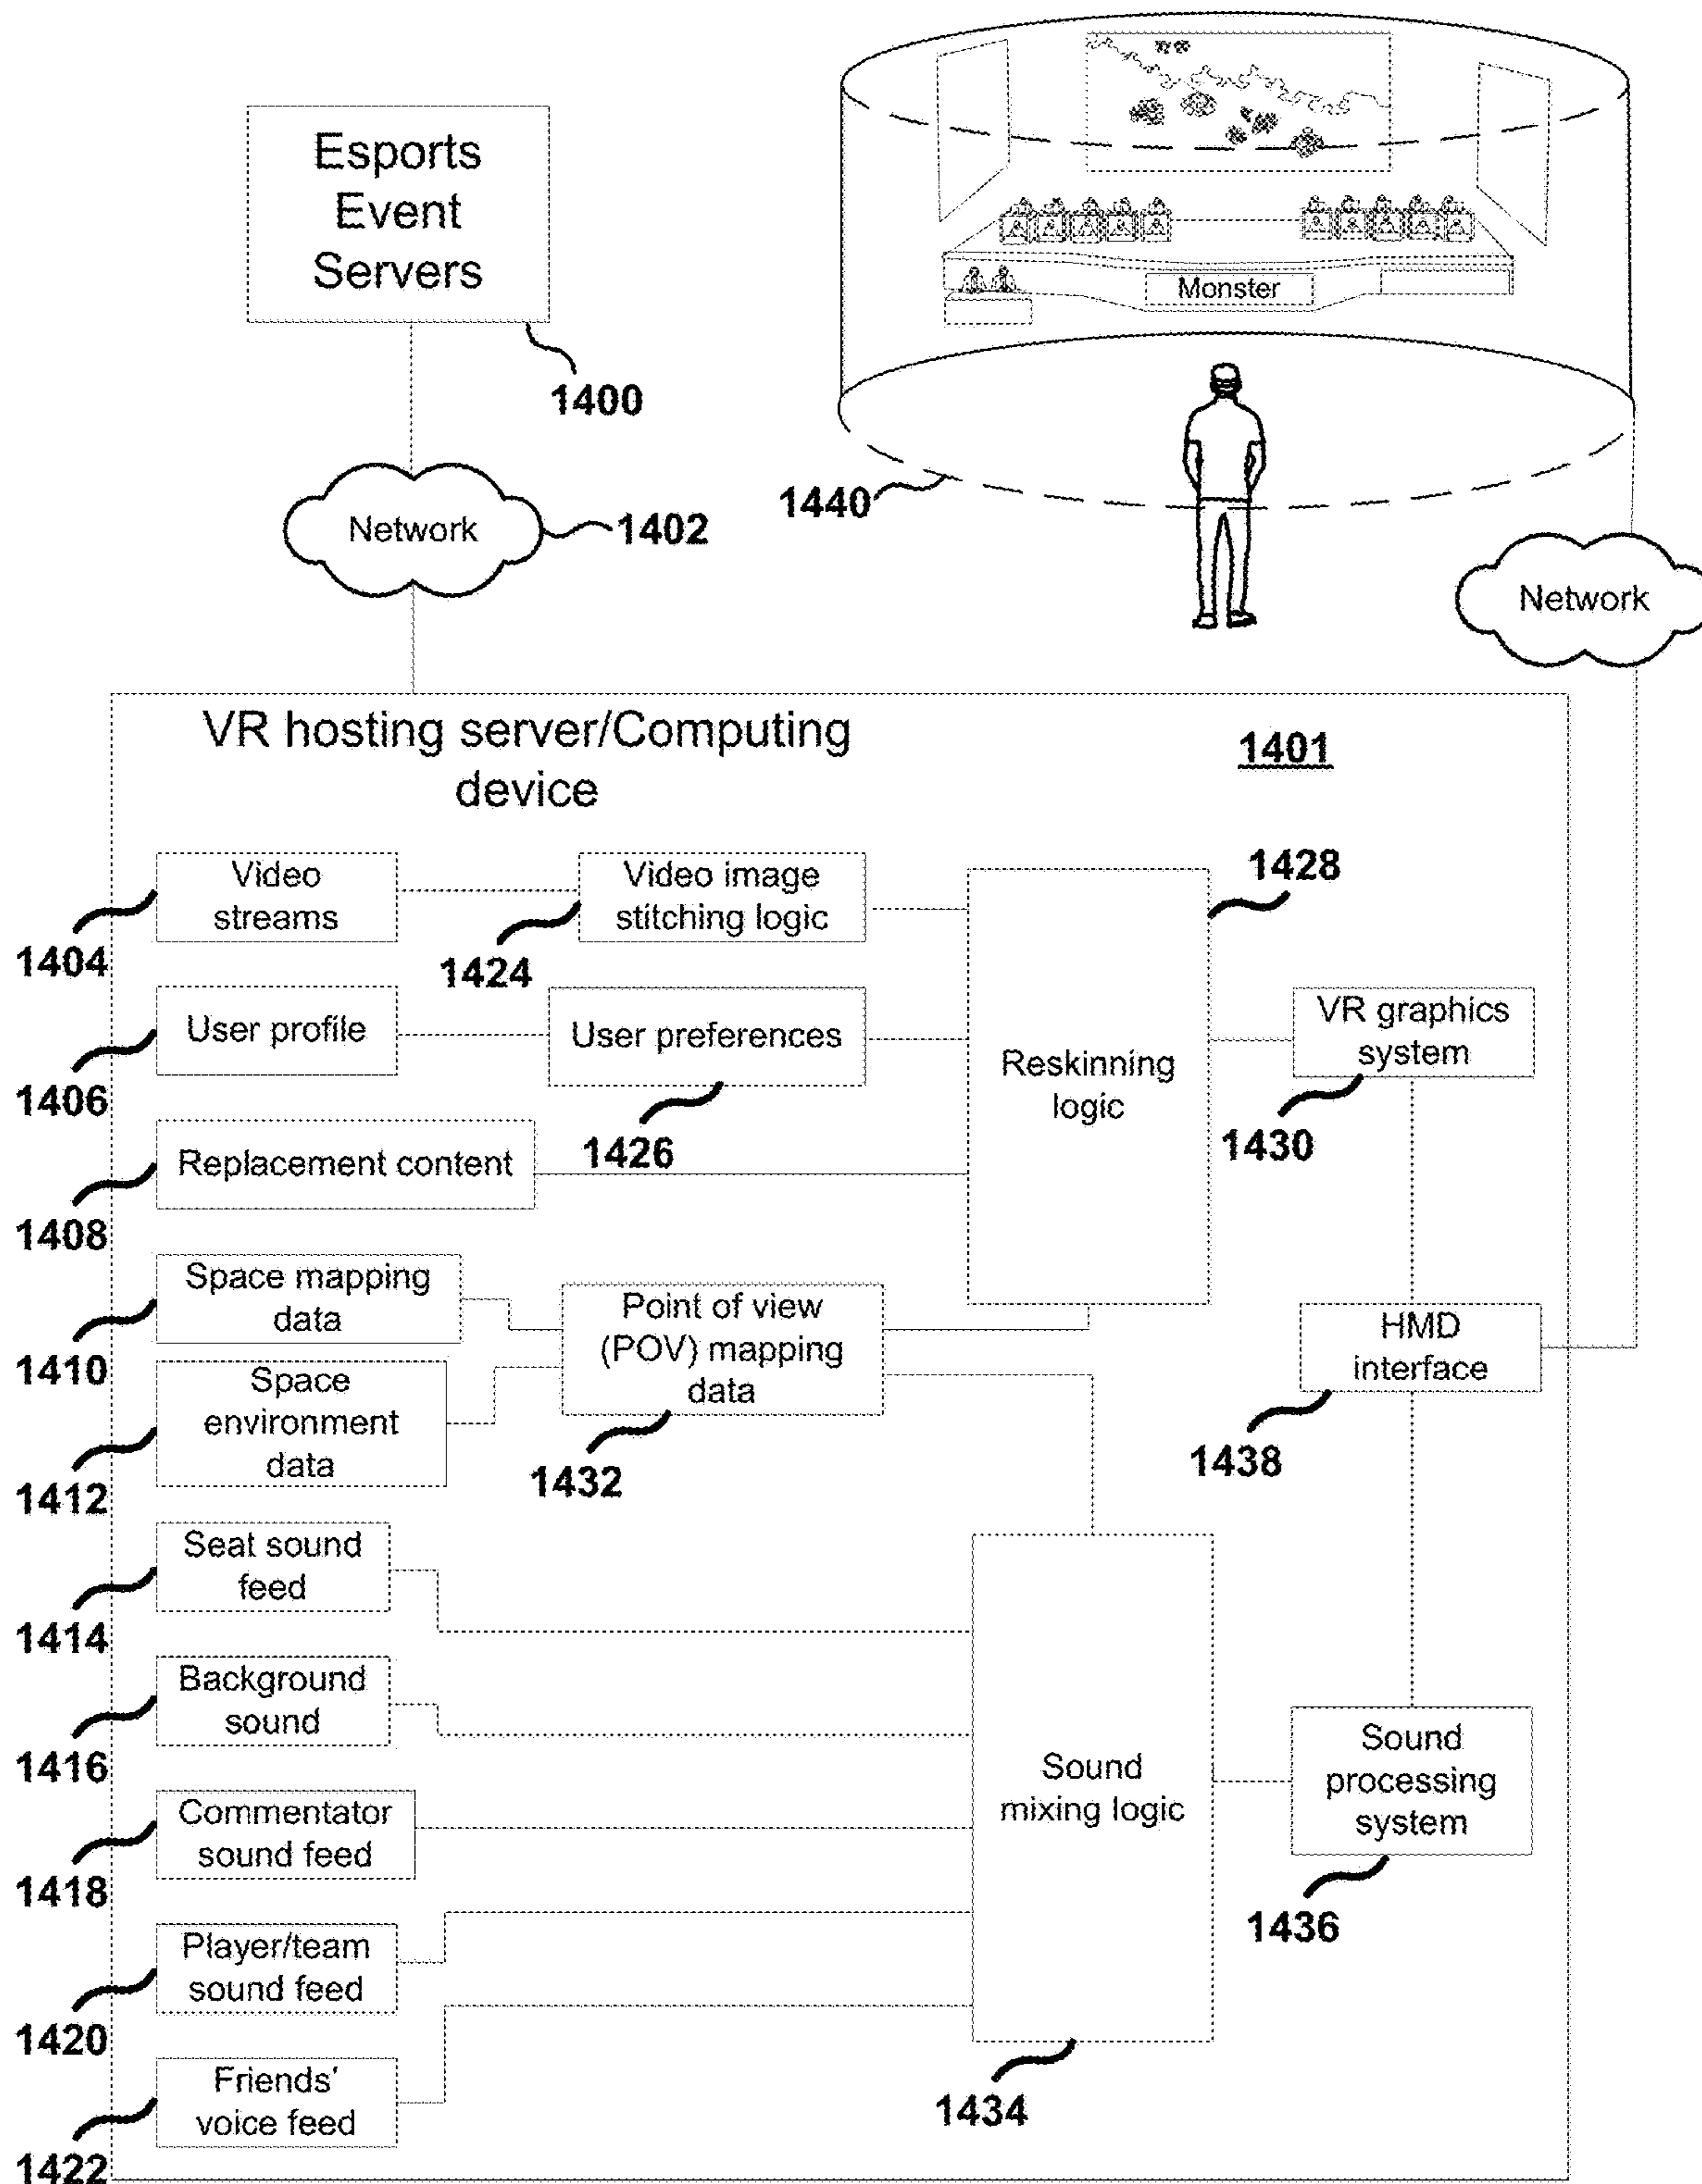 Esports
Event
Servers
1400
Monster
Network
1402
1440
Network
VR hosting server/Computing
device
1401
Video
streams
1404
Video image
stitching logic
1424
1428
User profile
1406
User preferences
1426
Reskinning
logic
VR graphics
system
1430
Replacement content
1408
Space mapping
data
1410
Point of view
(POV) mapping
data
1432
HMD
interface
1438
Space
environment
data
1412
Seat sound
feed
1414
Background
sound
1416
Sound
mixing logic
1434
Sound
processing
system
1436
Commentator
sound feed
1418
Player/team
sound feed
1420
Friends'
voice feed
1422